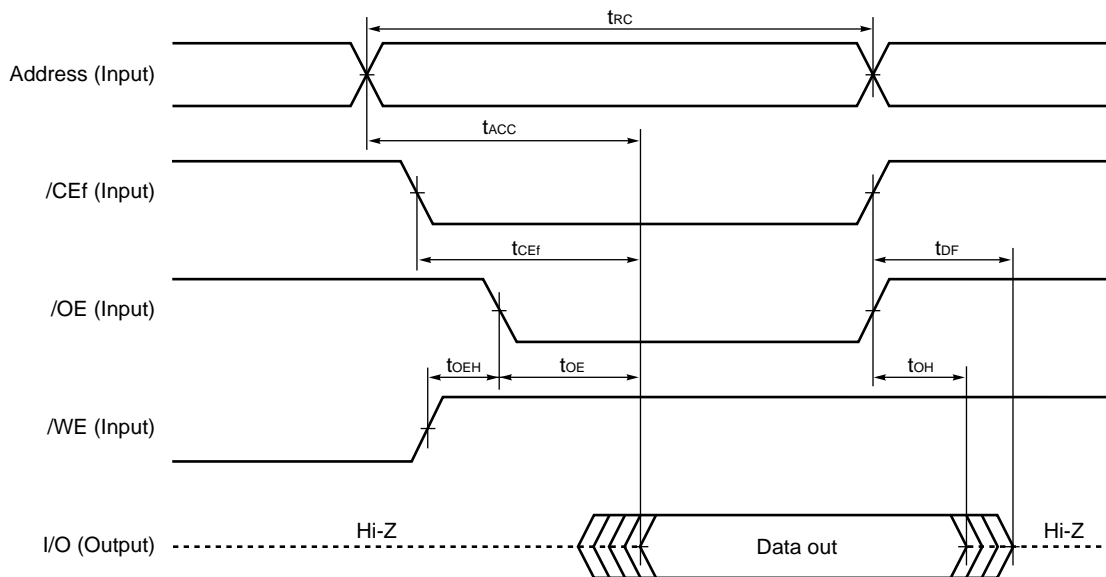 tRC
Address (Input)
tACC
/CEf (Input)
tCEf
tDF
/OE (Input)
tOEH
tOE
tOH
/WE (Input)
Hi-Z
Hi-Z
I/O (Output)
Data out